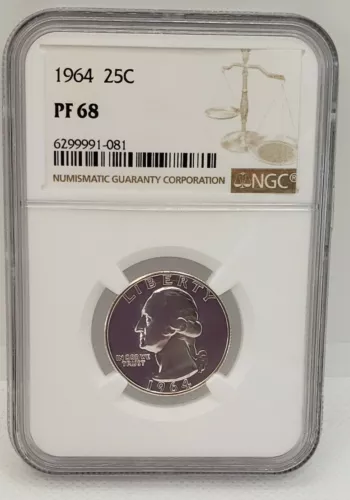 1964 25C
PF 68
6299991-081
NUMISMATIC GUARANTY CORPORATION
NGC®
LIBERTY
IN GOD WE
TRUST
1964